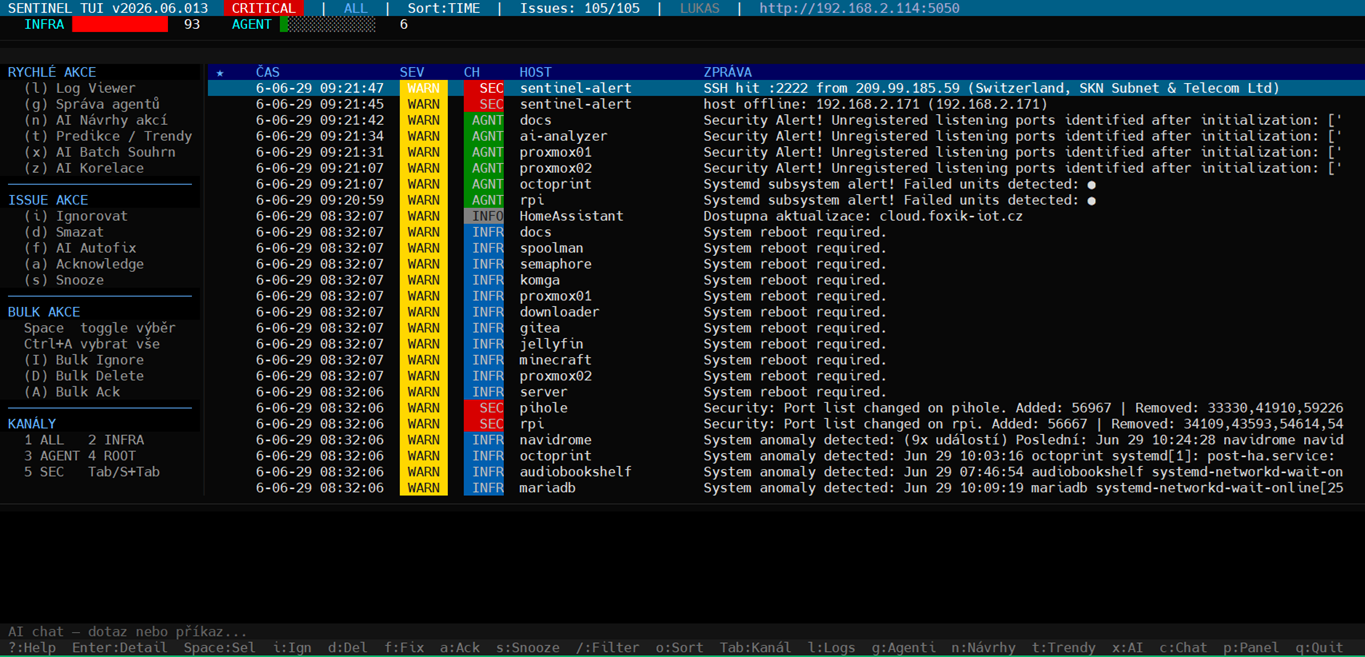 SENTINEL TUI v2026.06.013 CRITICAL | ALL | Sort:TIME | Issues: 105/105 | LUKAS | http://192.168.2.114:5050
INFRA 93 AGENT 6
RYCHLÉ AKCE
(l) Log Viewer
(g) Správa agentů
(n) AI Návrhy akcí
(t) Predikce / Trendy
(x) AI Batch Souhrn
(z) AI Korelace
ISSUE AKCE
(i) Ignorovat
(d) Smazat
(f) AI Autofix
(a) Acknowledge
(s) Snooze
BULK AKCE
Space toggle výběr
Ctrl+A vybrat vše
(I) Bulk Ignore
(D) Bulk Delete
(A) Bulk Ack
KANÁLY
1 ALL 2 INFRA
3 AGENT 4 ROOT
5 SEC Tab/S+Tab
★ ČAS SEV CH HOST ZPRÁVA
6-06-29 09:21:47 WARN SEC sentinel-alert SSH hit :2222 from 209.99.185.59 (Switzerland, SKN Subnet & Telecom Ltd)
6-06-29 09:21:45 WARN SEC sentinel-alert host offline: 192.168.2.171 (192.168.2.171)
6-06-29 09:21:42 WARN AGNT docs Security Alert! Unregistered listening ports identified after initialization: ['
6-06-29 09:21:34 WARN AGNT ai-analyzer Security Alert! Unregistered listening ports identified after initialization: ['
6-06-29 09:21:31 WARN AGNT proxmox01 Security Alert! Unregistered listening ports identified after initialization: ['
6-06-29 09:21:07 WARN AGNT proxmox02 Security Alert! Unregistered listening ports identified after initialization: ['
6-06-29 09:21:07 WARN AGNT octoprint Systemd subsystem alert! Failed units detected: ●
6-06-29 09:20:59 WARN AGNT rpi Systemd subsystem alert! Failed units detected: ●
6-06-29 08:32:07 WARN INFO HomeAssistant Dostupna aktualizace: cloud.foxik-iot.cz
6-06-29 08:32:07 WARN INFR docs System reboot required.
6-06-29 08:32:07 WARN INFR spoolman System reboot required.
6-06-29 08:32:07 WARN INFR semaphore System reboot required.
6-06-29 08:32:07 WARN INFR komga System reboot required.
6-06-29 08:32:07 WARN INFR proxmox01 System reboot required.
6-06-29 08:32:07 WARN INFR downloader System reboot required.
6-06-29 08:32:07 WARN INFR gitea System reboot required.
6-06-29 08:32:07 WARN INFR jellyfin System reboot required.
6-06-29 08:32:07 WARN INFR minecraft System reboot required.
6-06-29 08:32:07 WARN INFR proxmox02 System reboot required.
6-06-29 08:32:06 WARN INFR server System reboot required.
6-06-29 08:32:06 WARN SEC pihole Security: Port list changed on pihole. Added: 56967 | Removed: 33330,41910,59226
6-06-29 08:32:06 WARN SEC rpi Security: Port list changed on rpi. Added: 56667 | Removed: 34109,43593,54614,54
6-06-29 08:32:06 WARN INFR navidrome System anomaly detected: (9x událostí) Poslední: Jun 29 10:24:28 navidrome navid
6-06-29 08:32:06 WARN INFR octoprint System anomaly detected: Jun 29 10:03:16 octoprint systemd[1]: post-ha.service:
6-06-29 08:32:06 WARN INFR audiobookshelf System anomaly detected: Jun 29 07:46:54 audiobookshelf systemd-networkd-wait-on
6-06-29 08:32:06 WARN INFR mariadb System anomaly detected: Jun 29 10:09:19 mariadb systemd-networkd-wait-online[25
AI chat — dotaz nebo příkaz...
?:Help Enter:Detail Space:Sel i:Ign d:Del f:Fix a:Ack s:Snooze /:Filter o:Sort Tab:Kanál l:Logs g:Agenti n:Návrhy t:Trendy x:AI c:Chat p:Panel q:Quit